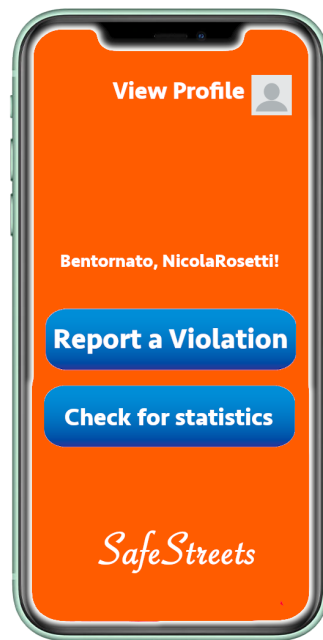 View Profile
Bentornato, NicolaRosetti!
Report a Violation
Check for statistics
SafeStreets